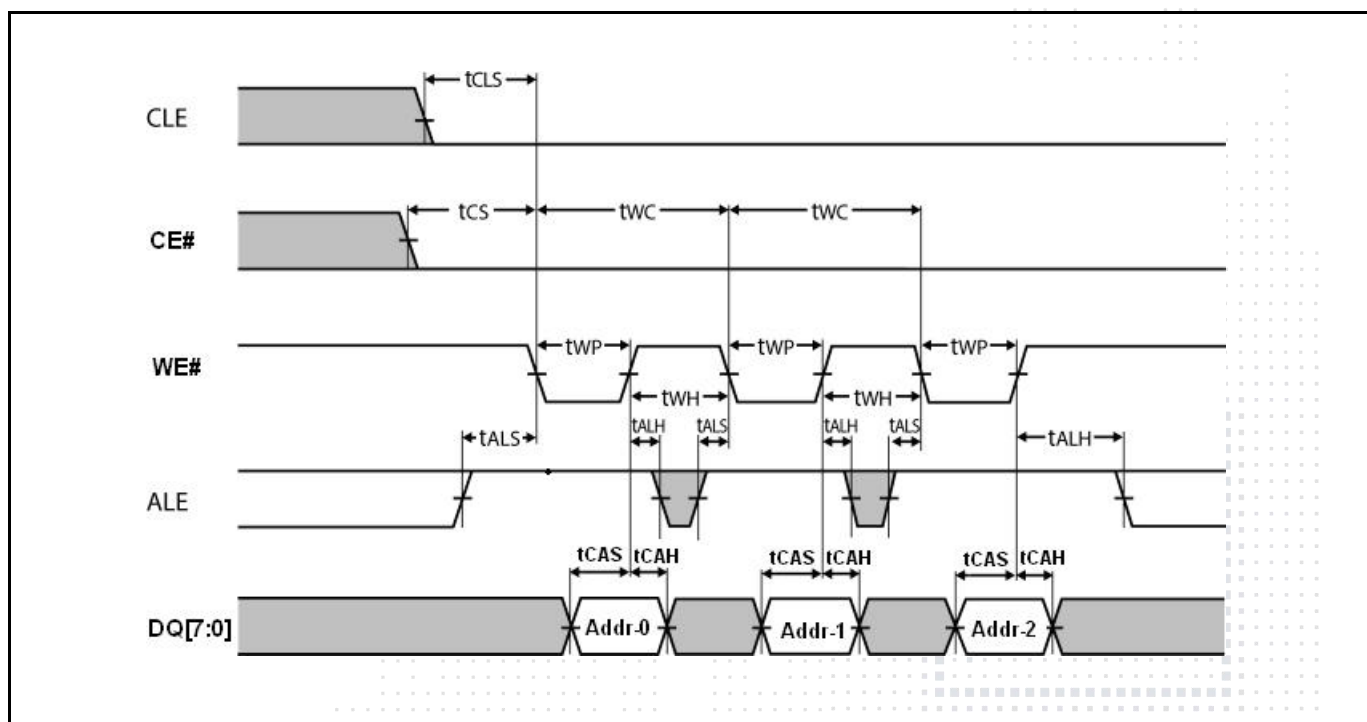 tCLS
CLE
tCS tWC tWC
CE#
tWP tWP tWP
WE#
tWH tWH
tALS tALH tALS tALH tALS tALH
ALE
tCAS tCAH tCAS tCAH tCAS tCAH
DQ[7:0] Addr-0 Addr-1 Addr-2